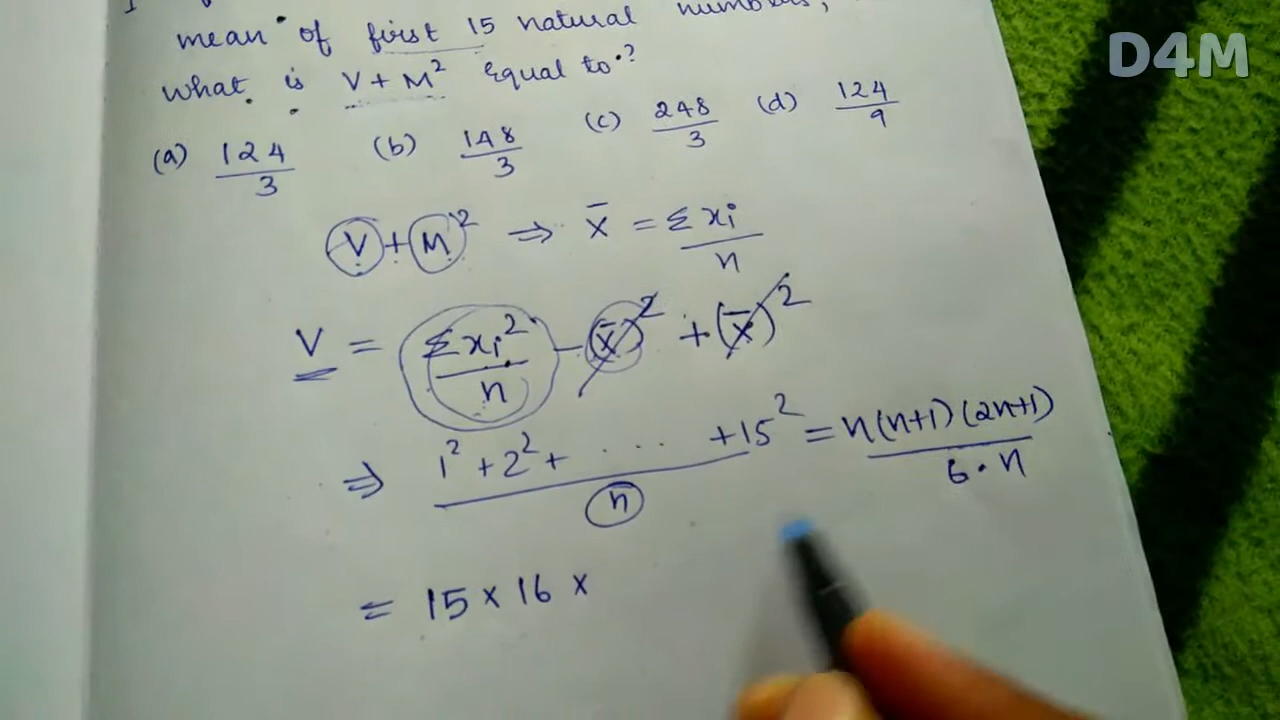 D4M
mean of first 15 natural numbers,
what is V + M² equal to ?
(a) 124/3 (b) 148/3 (c) 248/3 (d) 124/9
V + M² ⇒ x̄ = Σxi/n
V = Σxi²/n - (x̄)² + (x̄)²
⇒ 1² + 2² + . ... +15²/n = n(n+1)(2n+1)/6·n
= 15 × 16 ×